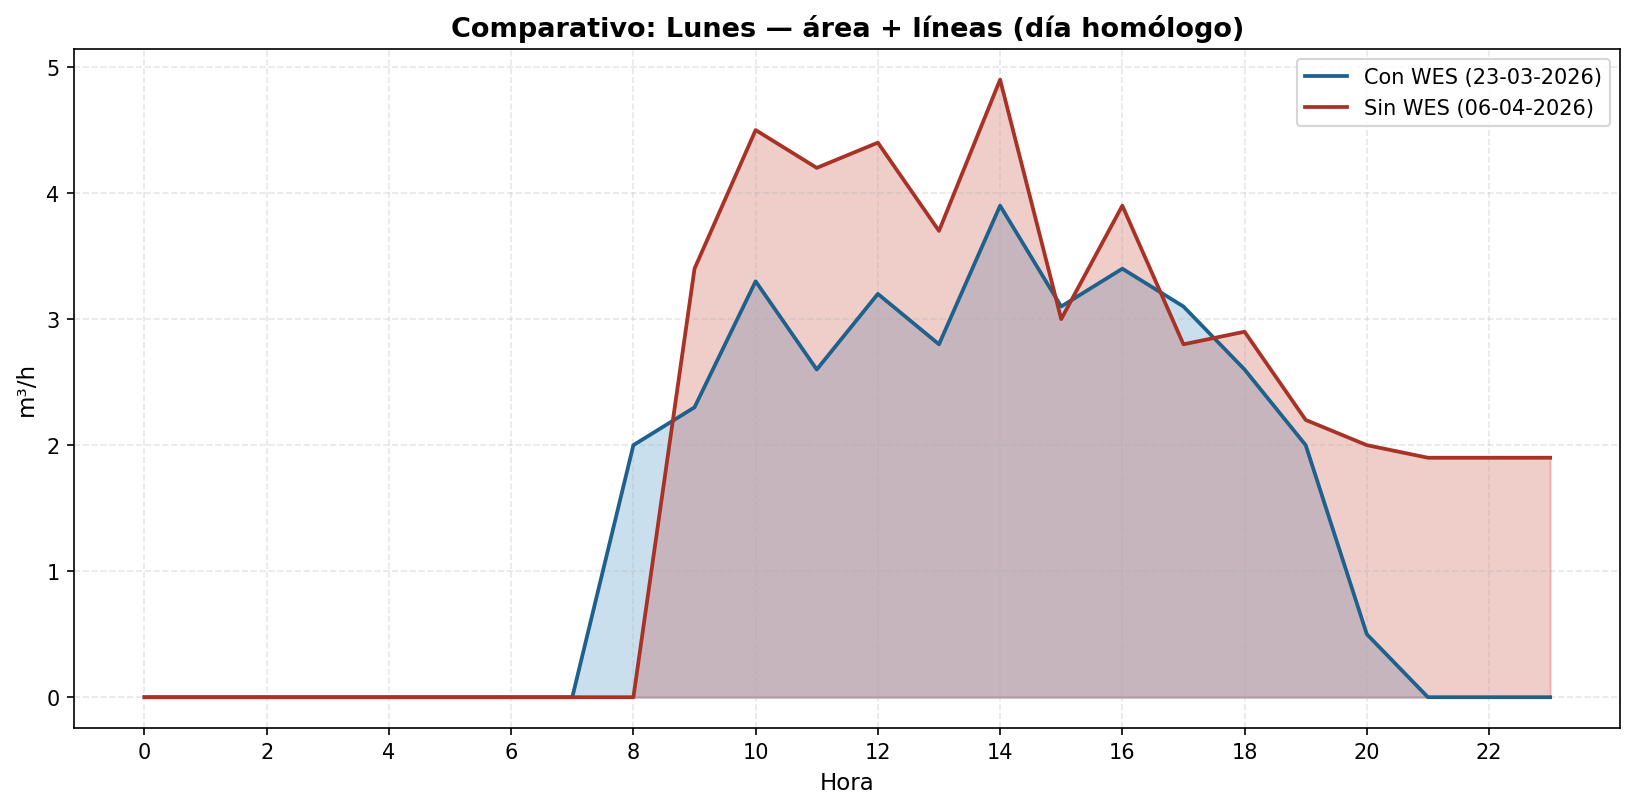 Comparativo: Lunes — área + líneas (día homólogo)
Con WES (23-03-2026)
Sin WES (06-04-2026)
m³/h
5
4
3
2
1
0
0 2 4 6 8 10 12 14 16 18 20 22
Hora